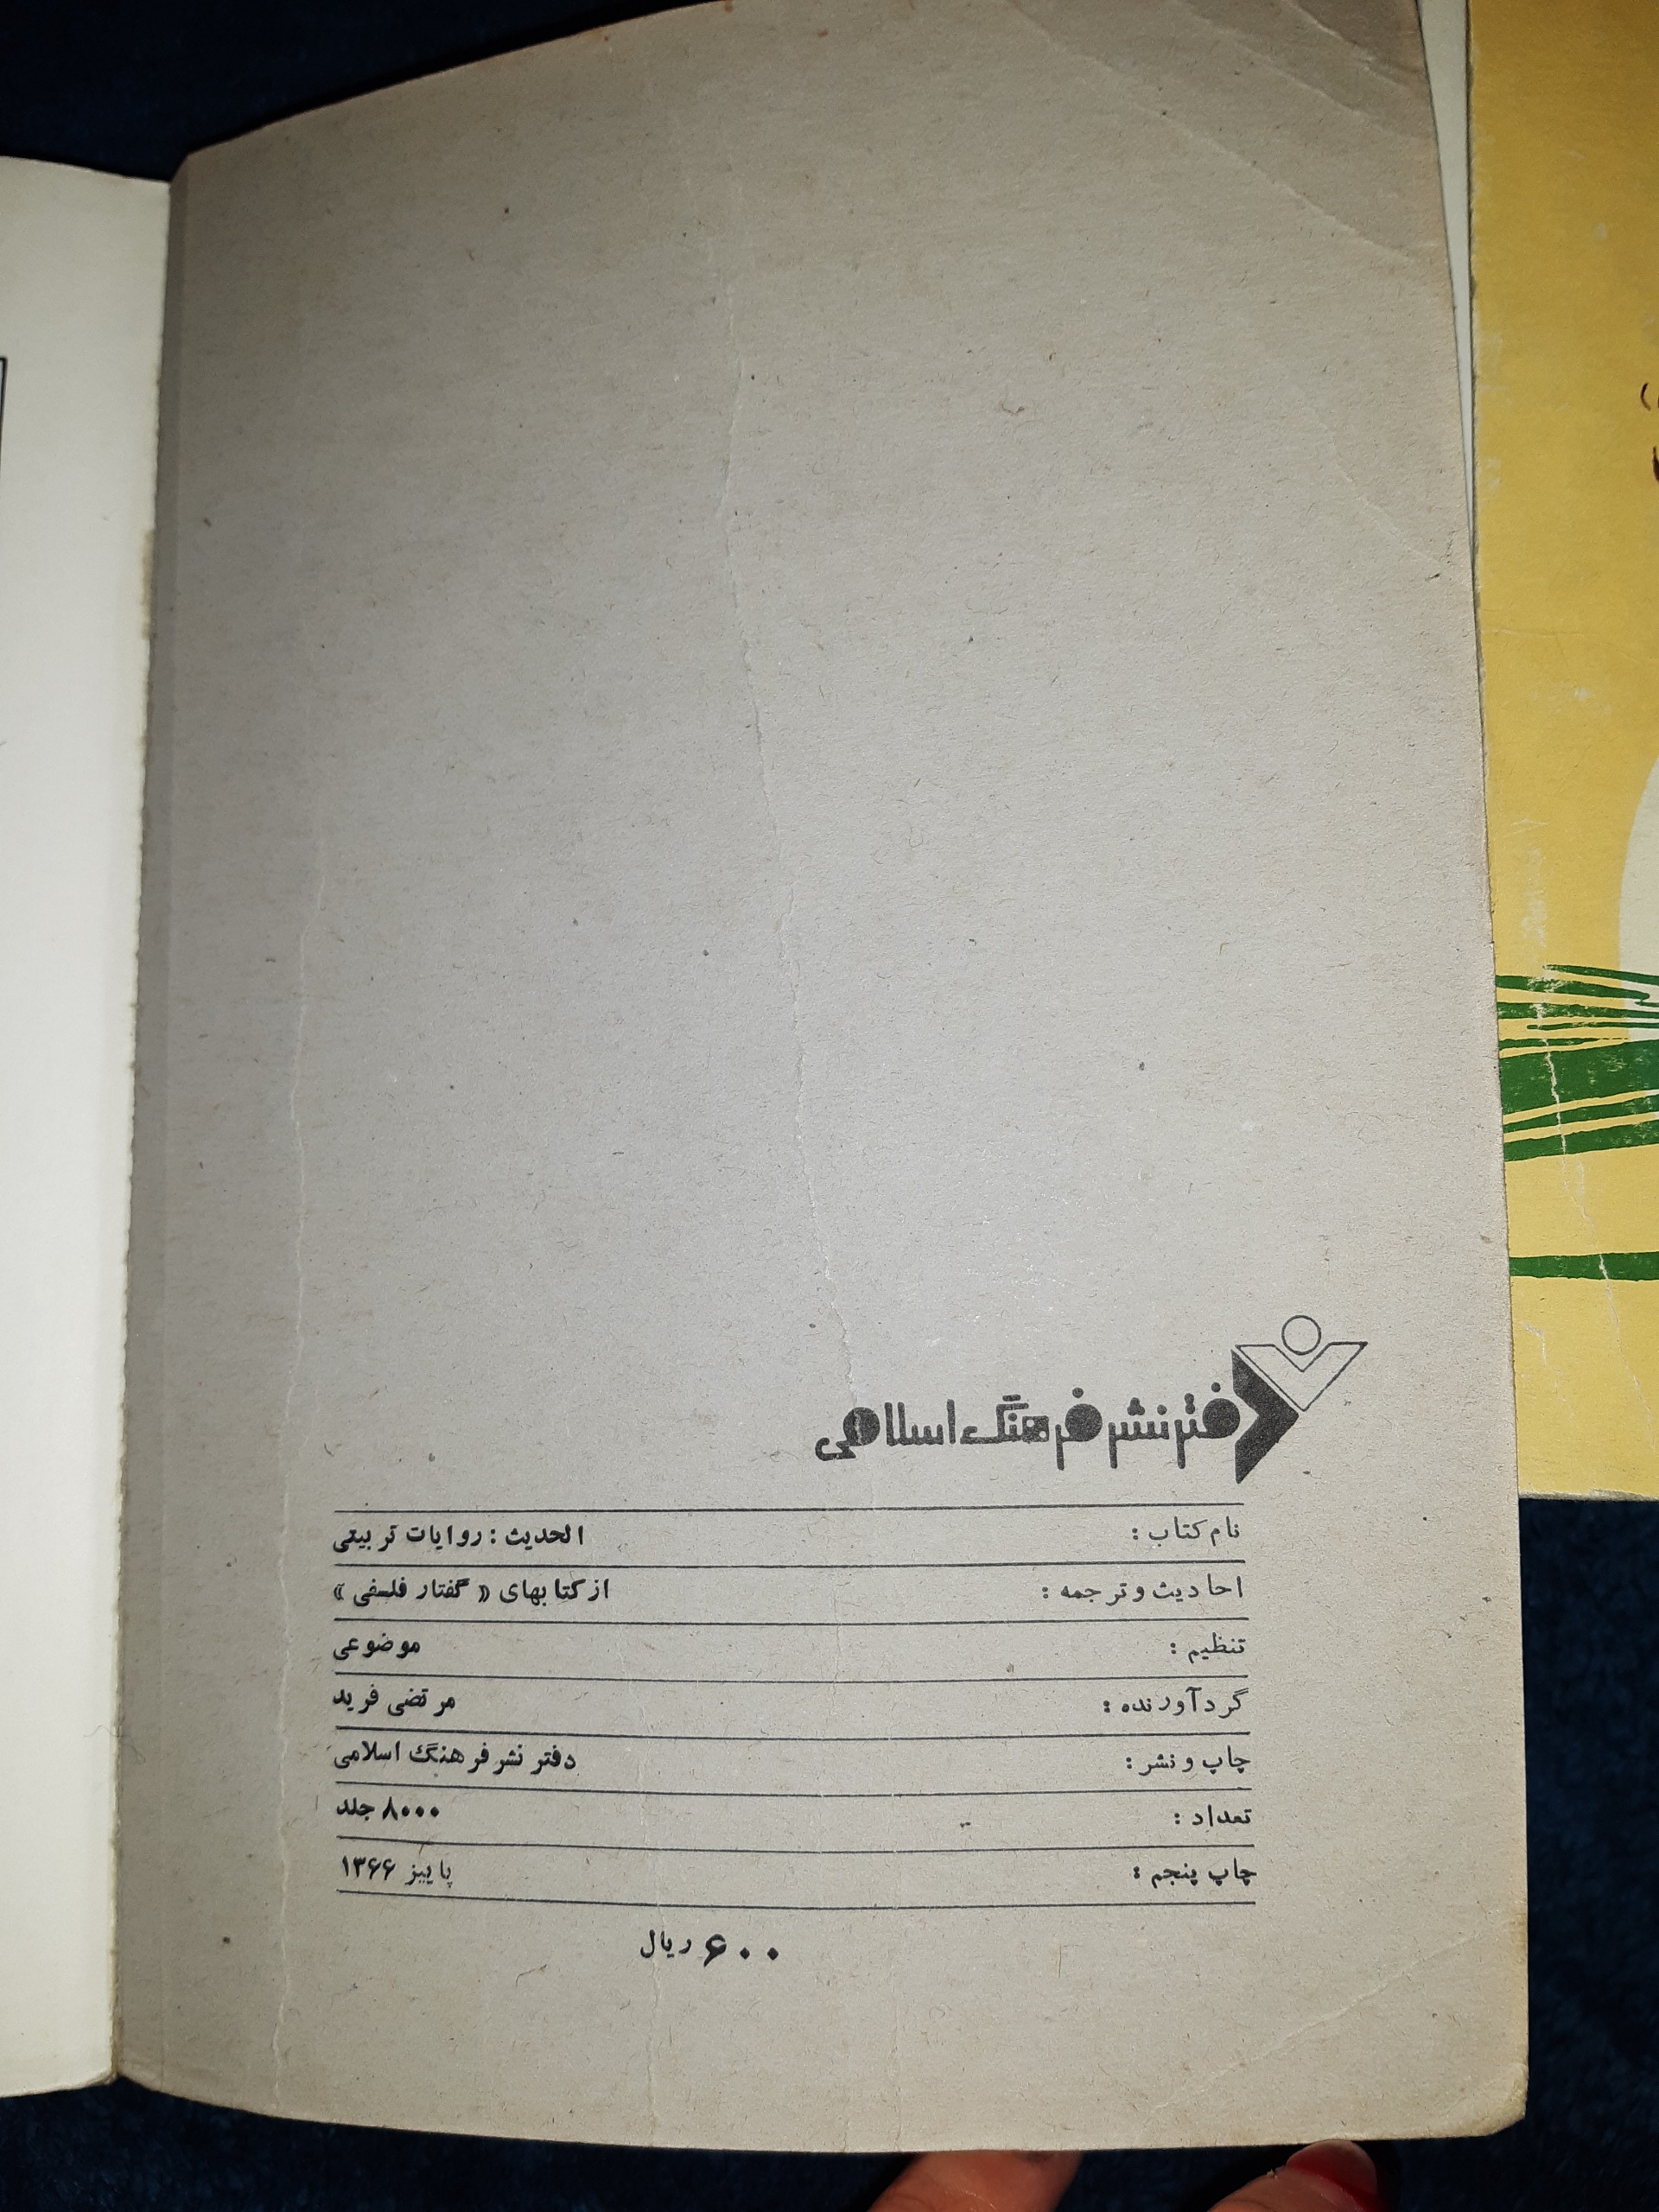 دفتر نشر فرهنگ اسلامی
نام کتاب : الحدیث : روایات تربیتی
احادیث و ترجمه : از کتابهای « گفتار فلسفی »
تنظیم : موضوعی
گردآورنده : مرتضی فرید
چاپ و نشر : دفتر نشر فرهنگ اسلامی
تعداد : ۸۰۰۰ جلد
چاپ پنجم : پاییز ۱۳۶۶
۶۰۰ ریال